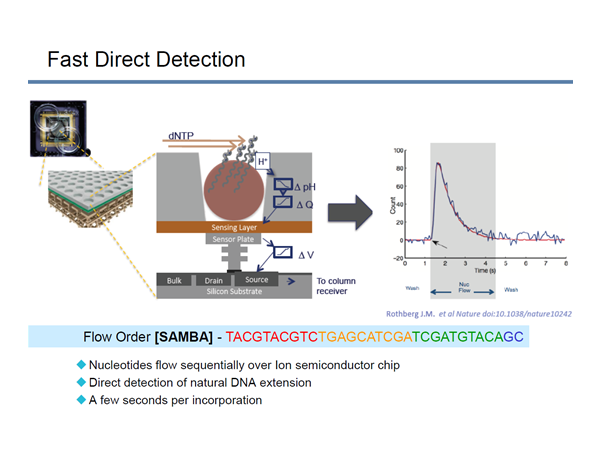 Fast Direct Detection
dNTP
H⁺
Δ pH
Δ Q
Sensing Layer
Sensor Plate
Δ V
Bulk
Drain
Source
Silicon Substrate
To column
receiver
Count
100
80
60
40
20
0
−20
0 1 2 3 4 5 6 7 8
Time (s)
Wash
Nuc
Flow
Wash
Rothberg J.M. et al Nature doi:10.1038/nature10242
Flow Order [SAMBA] - TACGTACGTCTGAGCATCGATCGATGTACAGC
Nucleotides flow sequentially over Ion semiconductor chip
Direct detection of natural DNA extension
A few seconds per incorporation